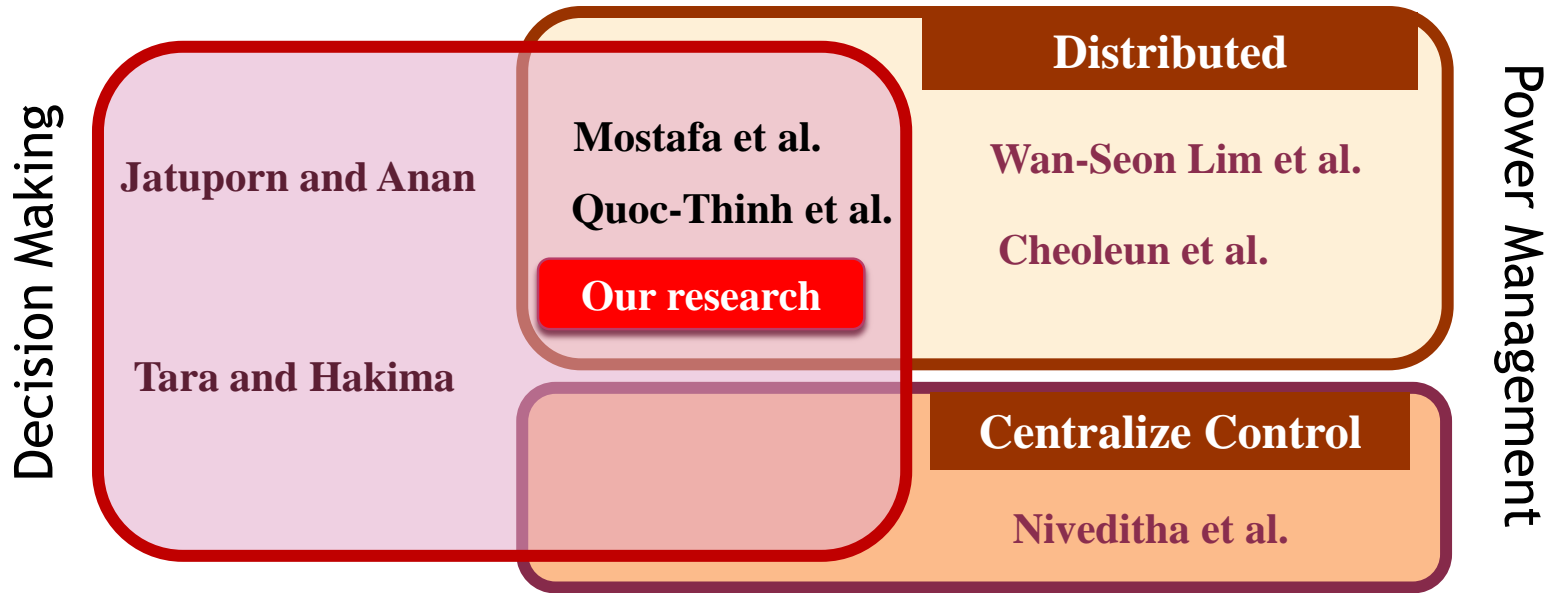 Decision Making
Jatuporn and Anan
Tara and Hakima
Mostafa et al.
Quoc-Thinh et al.
Our research
Distributed
Wan-Seon Lim et al.
Cheoleun et al.
Centralize Control
Niveditha et al.
Power Management